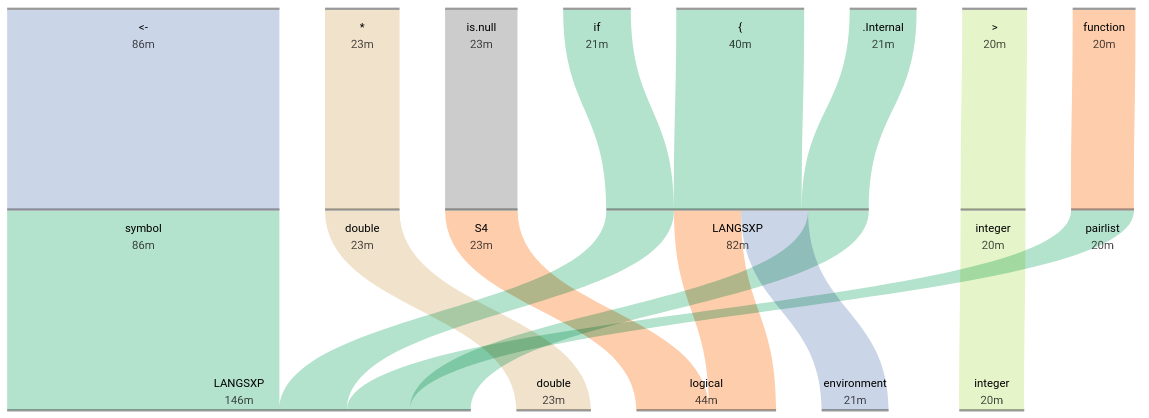 <-
86m
*
23m
is.null
23m
if
21m
{
40m
.Internal
21m
>
20m
function
20m
symbol
86m
double
23m
S4
23m
LANGSXP
82m
integer
20m
pairlist
20m
LANGSXP
146m
double
23m
logical
44m
environment
21m
integer
20m